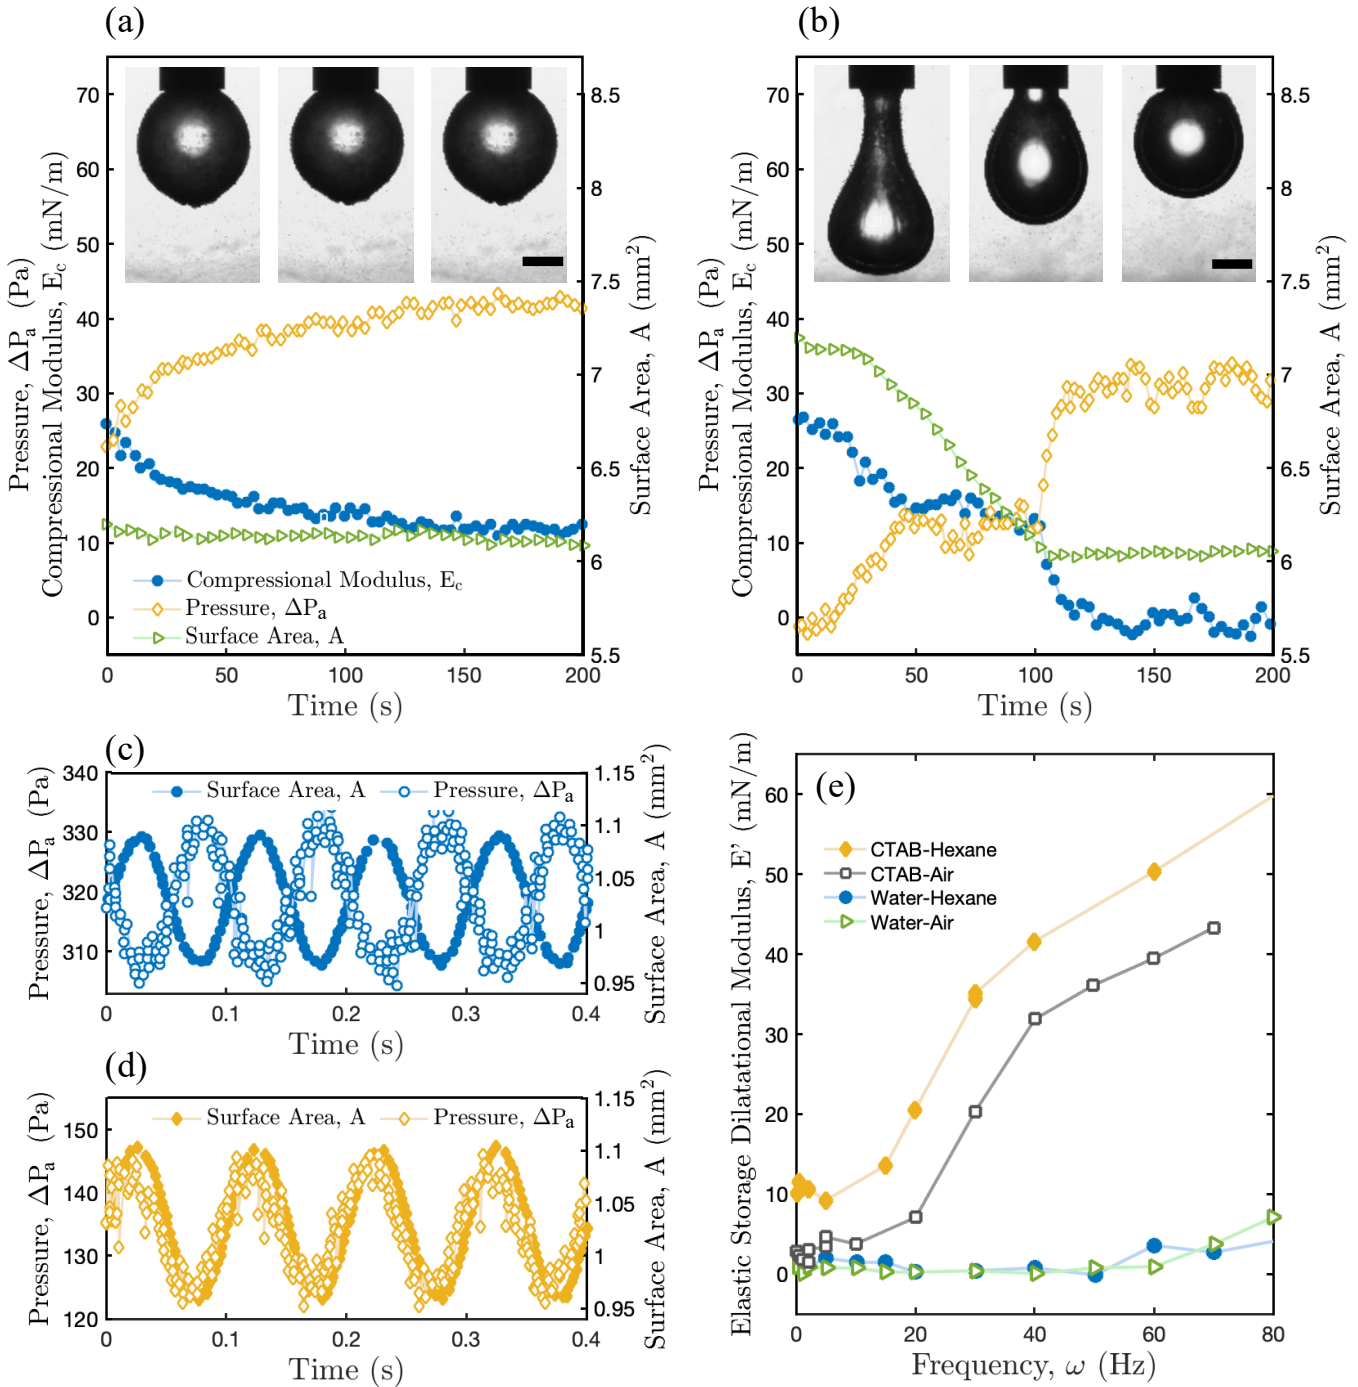 (a)
(b)
70
60
50
40
30
20
10
0
Pressure, ΔPa (Pa)
Compressional Modulus, Ec (mN/m)
8.5
8
7.5
7
6.5
6
5.5
Surface Area, A (mm2)
Compressional Modulus, Ec
Pressure, ΔPa
Surface Area, A
0 50 100 150 200
Time (s)
70
60
50
40
30
20
10
0
Pressure, ΔPa (Pa)
Compressional Modulus, Ec (mN/m)
8.5
8
7.5
7
6.5
6
5.5
Surface Area, A (mm2)
0 50 100 150 200
Time (s)
(c)
340
330
320
310
Pressure, ΔPa (Pa)
Surface Area, A
Pressure, ΔPa
1.15
1.1
1.05
1
0.95
Surface Area, A (mm2)
0 0.1 0.2 0.3 0.4
Time (s)
(d)
150
140
130
120
Pressure, ΔPa (Pa)
Surface Area, A
Pressure, ΔPa
1.15
1.1
1.05
1
0.95
Surface Area, A (mm2)
0 0.1 0.2 0.3 0.4
Time (s)
(e)
60
50
40
30
20
10
0
Elastic Storage Dilatational Modulus, E' (mN/m)
CTAB-Hexane
CTAB-Air
Water-Hexane
Water-Air
0 20 40 60 80
Frequency, ω (Hz)